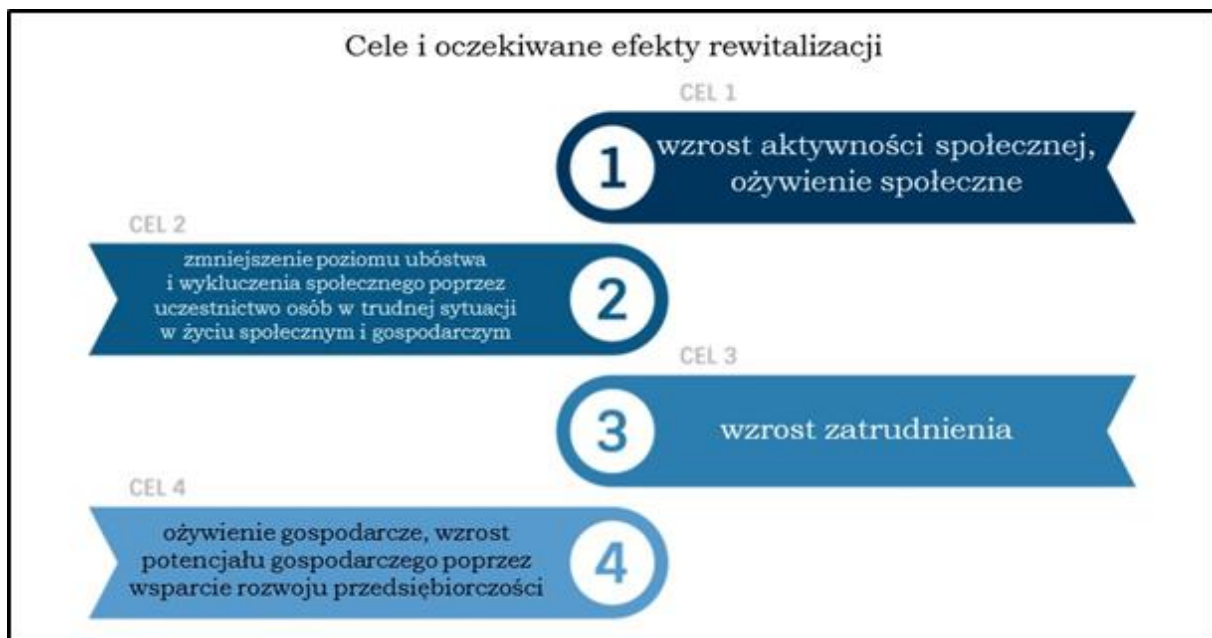 Cele i oczekiwane efekty rewitalizacji
CEL 1
1
wzrost aktywności społecznej,
ożywienie społeczne
CEL 2
zmniejszenie poziomu ubóstwa
i wykluczenia społecznego poprzez
uczestnictwo osób w trudnej sytuacji
w życiu społecznym i gospodarczym
2
CEL 3
3
wzrost zatrudnienia
CEL 4
ożywienie gospodarcze, wzrost
potencjału gospodarczego poprzez
wsparcie rozwoju przedsiębiorczości
4